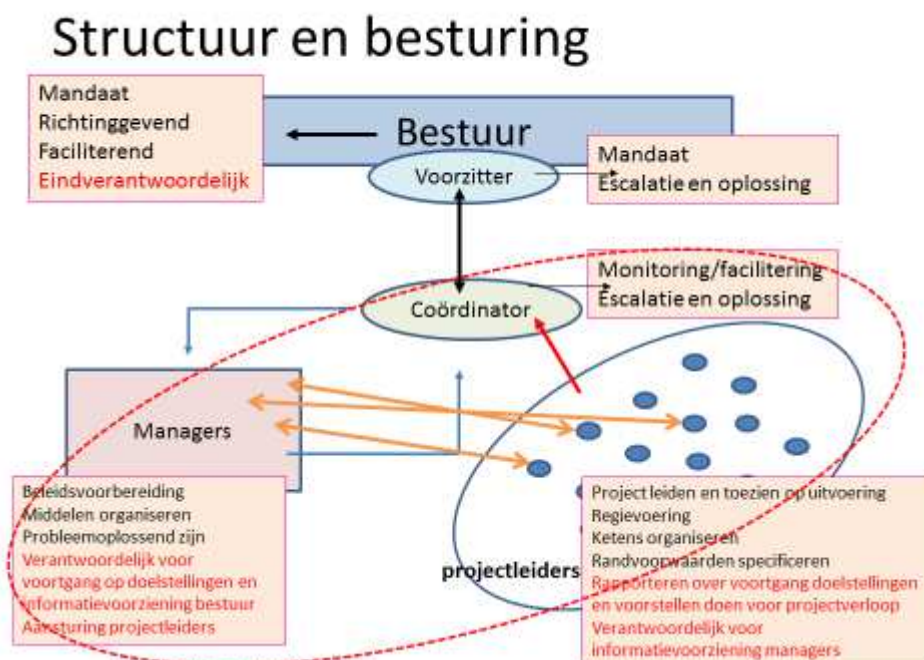 Structuur en besturing
Mandaat
Richtinggevend
Faciliterend
Eindverantwoordelijk
Bestuur
Voorzitter
Mandaat
Escalatie en oplossing
Coördinator
Monitoring/facilitering
Escalatie en oplossing
Managers
Beleidsvoorbereiding
Middelen organiseren
Probleemoplossend zijn
Verantwoordelijk voor
voortgang op doelstellingen en
informatievoorziening bestuur
Aansturing projectleiders
projectleiders
Project leiden en toezien op uitvoering
Regievoering
Ketens organiseren
Randvoorwaarden specificeren
Rapporteren over voortgang doelstellingen
en voorstellen doen voor projectverloop
Verantwoordelijk voor
informatievoorziening managers